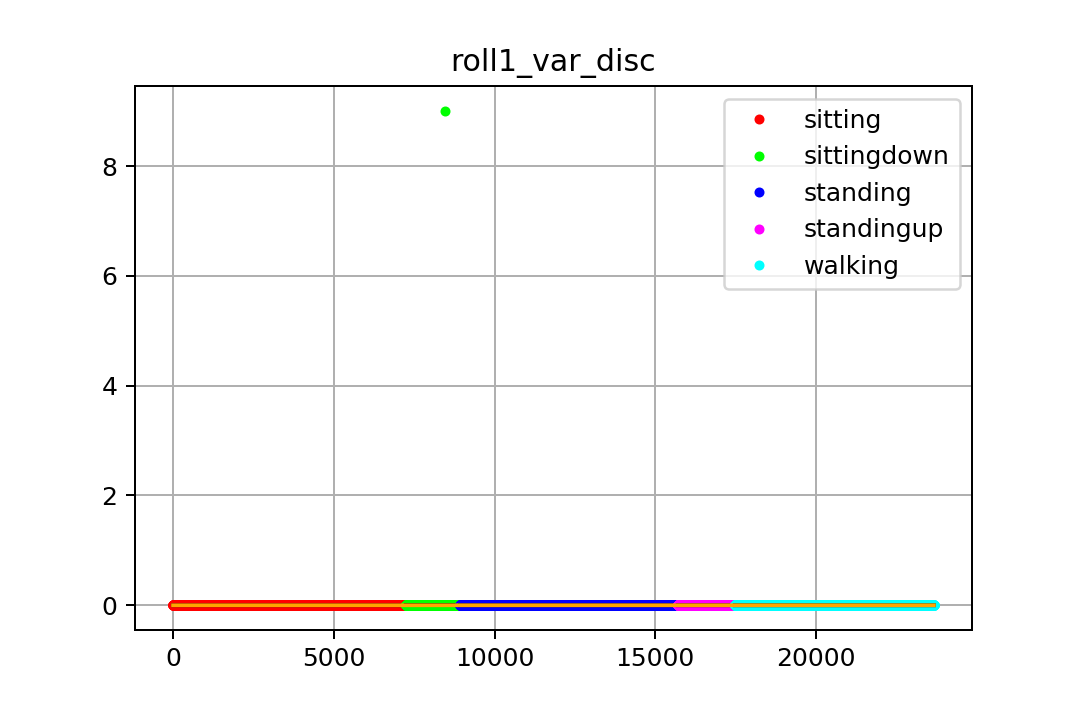 roll1_var_disc
sitting
sittingdown
standing
standingup
walking
8
6
4
2
0
0 5000 10000 15000 20000